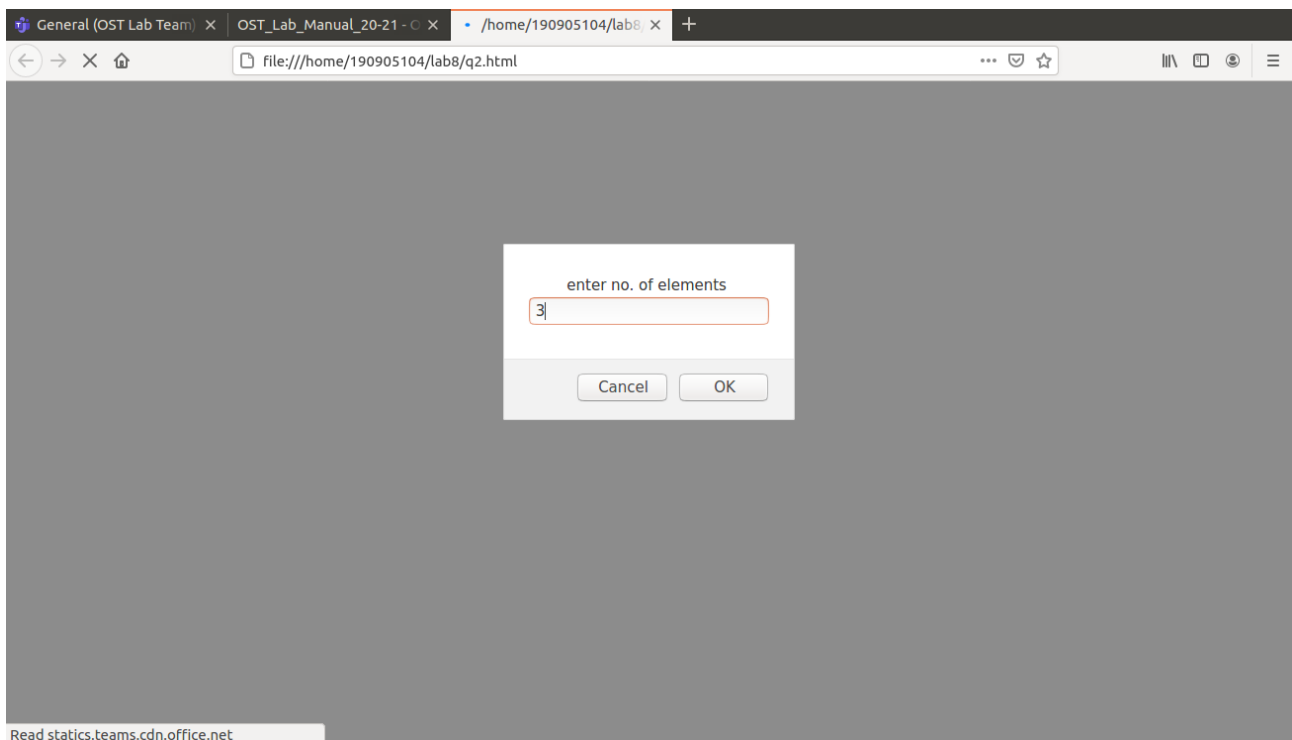 General (OST Lab Team)
OST_Lab_Manual_20-21 - O
/home/190905104/lab8/
file:///home/190905104/lab8/q2.html
enter no. of elements
3
Cancel OK
Read statics.teams.cdn.office.net